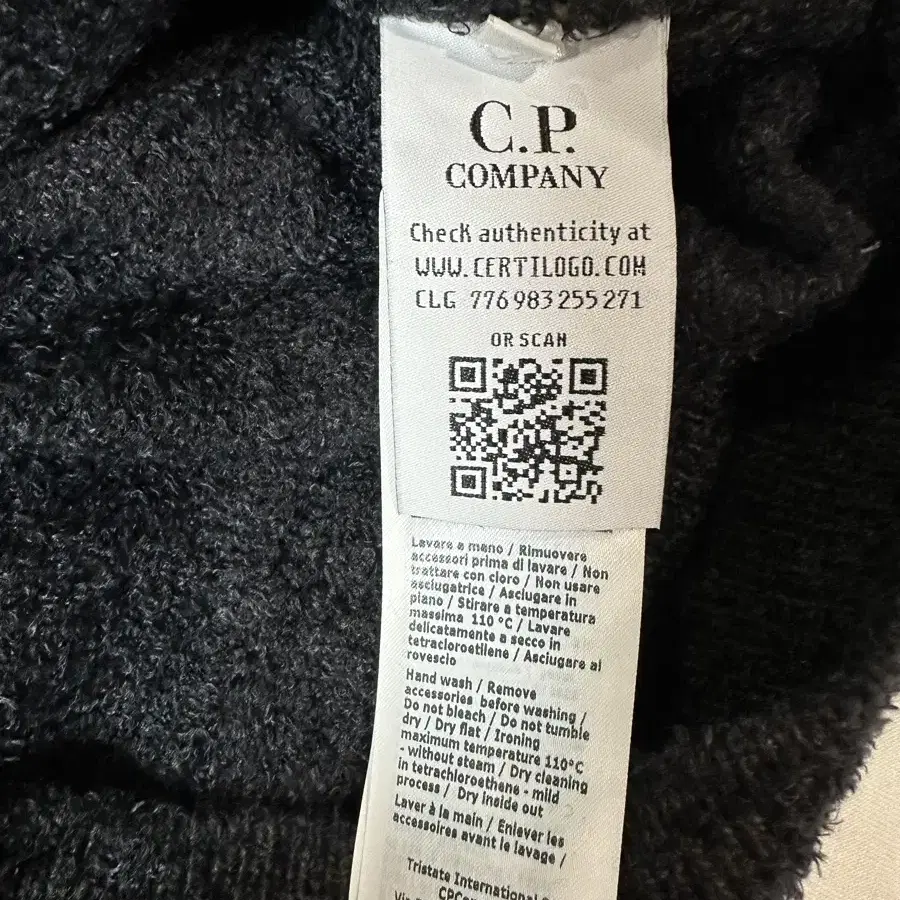 C.P.
COMPANY
Check authenticity at
WWW.CERTILOGO.COM
CLG 776983255271
OR SCAN
Lavare a mano / Rimuovere
accessori prima di lavare / Non
trattare con cloro / Non usare
asciugatrice / Asciugare in
piano / Stirare a temperatura
massima 110°C / Lavare
delicatamente a secco in
tetracloroetilene / Asciugare al
rovescio
Hand wash / Remove
accessories before washing /
Do not bleach / Do not tumble
dry / Dry flat / Ironing
maximum temperature 110°C
- without steam / Dry cleaning
in tetrachloroethene - mild
process / Dry inside out
Laver à la main / Enlever les
accessoires avant le lavage /
Tristate International